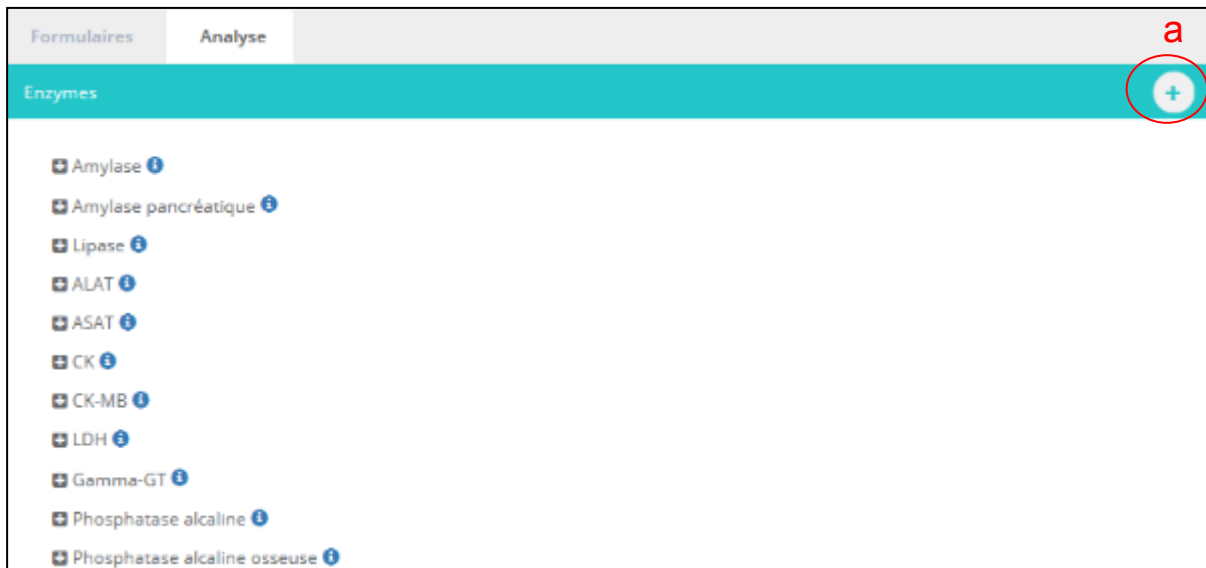 Formulaires Analyse a
Enzymes
Amylase
Amylase pancréatique
Lipase
ALAT
ASAT
CK
CK-MB
LDH
Gamma-GT
Phosphatase alcaline
Phosphatase alcaline osseuse